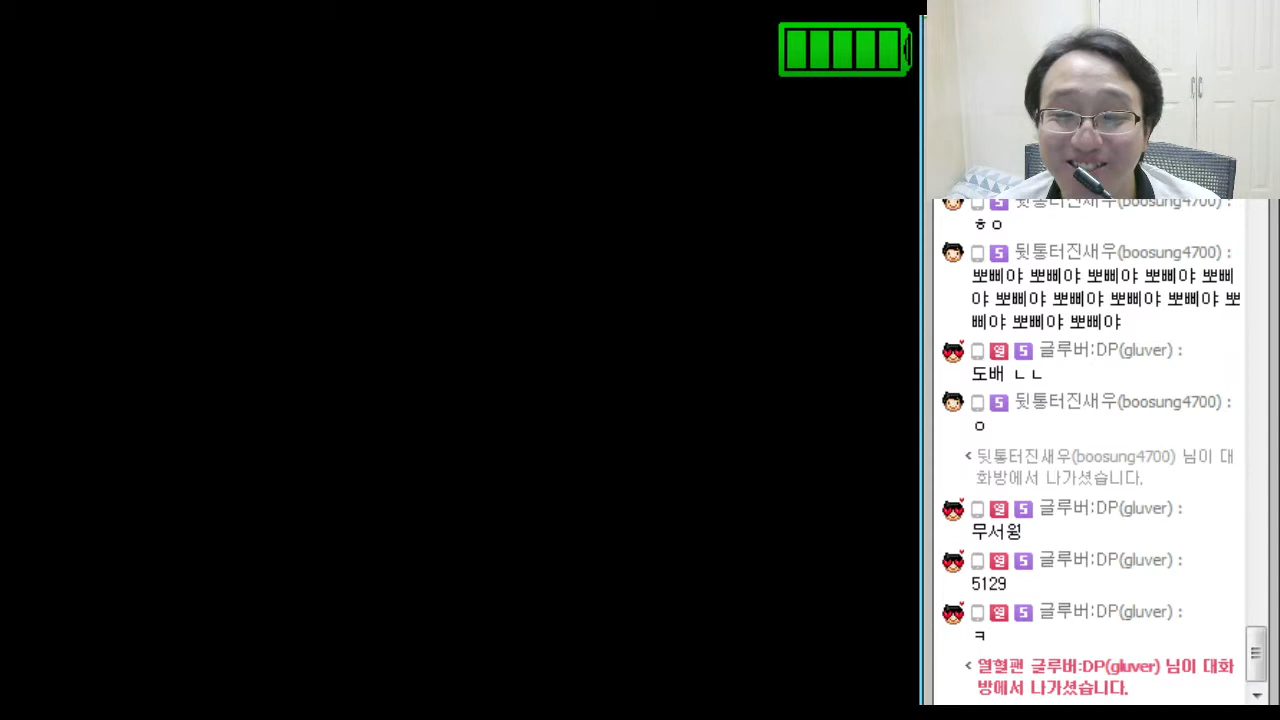 S 뒷통터진새우(boosung4700) :
ㅎㅇ
S 뒷통터진새우(boosung4700) :
뽀삐야 뽀삐야 뽀삐야 뽀삐야 뽀삐
야 뽀삐야 뽀삐야 뽀삐야 뽀삐야 뽀
삐야 뽀삐야 뽀삐야
열 S 글루버:DP(gluver) :
도배 ㄴㄴ
S 뒷통터진새우(boosung4700) :
ㅇ
< 뒷통터진새우(boosung4700) 님이 대
화방에서 나가셨습니다.
열 S 글루버:DP(gluver) :
무서웡
열 S 글루버:DP(gluver) :
5129
열 S 글루버:DP(gluver) :
ㅋ
< 열혈팬 글루버:DP(gluver) 님이 대화
방에서 나가셨습니다.